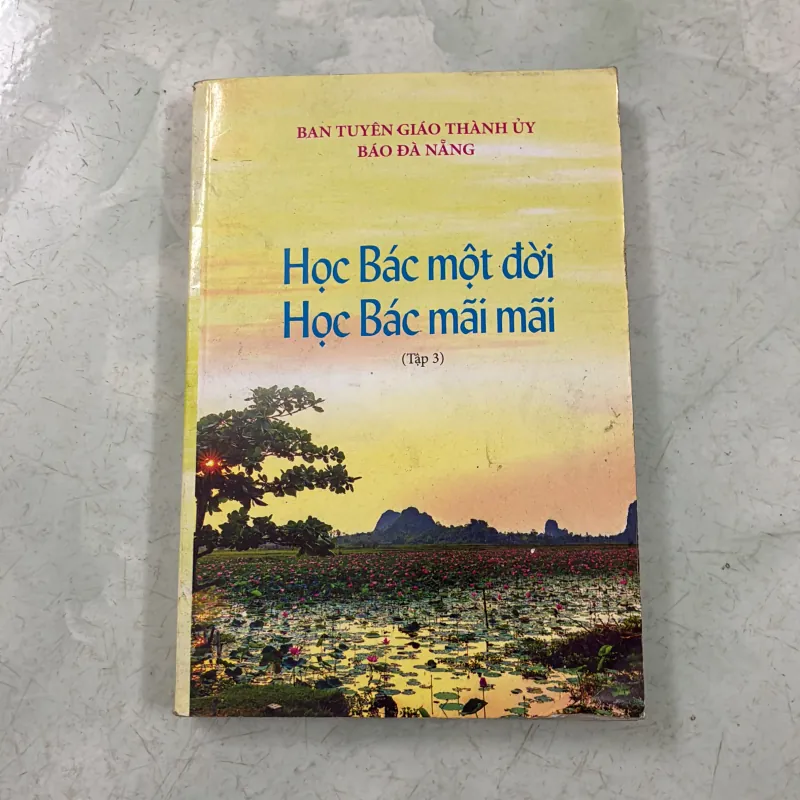 BAN TUYÊN GIÁO THÀNH ỦY
BÁO ĐÀ NẴNG
Học Bác một đời
Học Bác mãi mãi
(Tập 3)